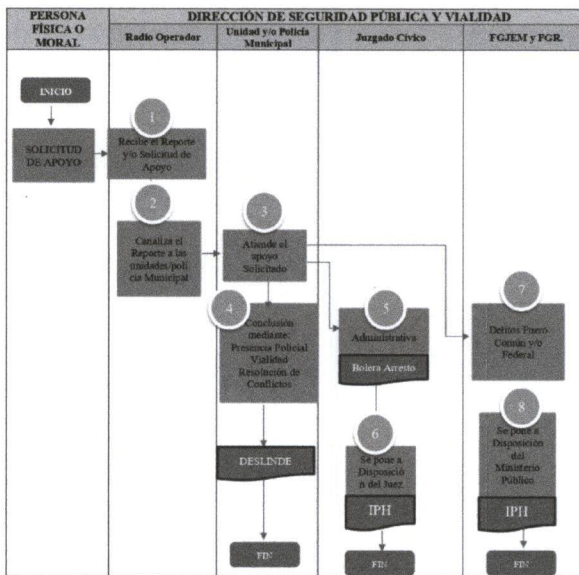 PERSONA
FÍSICA O
MORAL
DIRECCIÓN DE SEGURIDAD PÚBLICA Y VIALIDAD
Radio Operador
Unidad y/o Policía
Municipal
Juzgado Cívico
FGJEM y FGR.
INICIO
SOLICITUD
DE APOYO
1
Recibe el Reporte
y/o Solicitud de
Apoyo
2
Canaliza el
Reporte a las
unidades/polí
cia Municipal
3
Atiende el
apoyo
Solicitado
4
Conclusión
mediante:
Presencia Policial
Vialidad
Resolución de
Conflictos
DESLINDE
FIN
5
Administrativa
Bolera Arresto
6
Se pone a
Disposició
n del Juez
IPH
FIN
7
Delitos Fuero
Común y/o
Federal
8
Se pone a
Disposición
del
Ministerio
Público
IPH
FIN